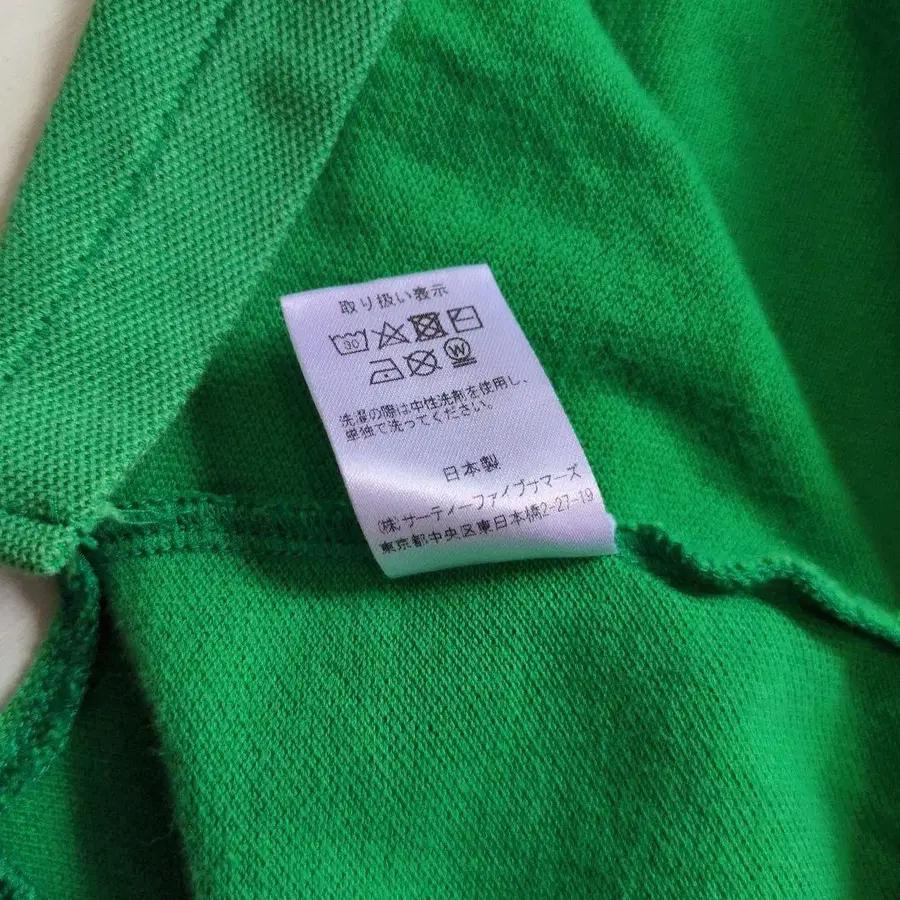 取り扱い表示
30
W
洗濯の際は中性洗剤を使用し、
単独で洗ってください。
日本製
(株)サーティーファイブサマーズ
東京都中央区東日本橋2-27-19